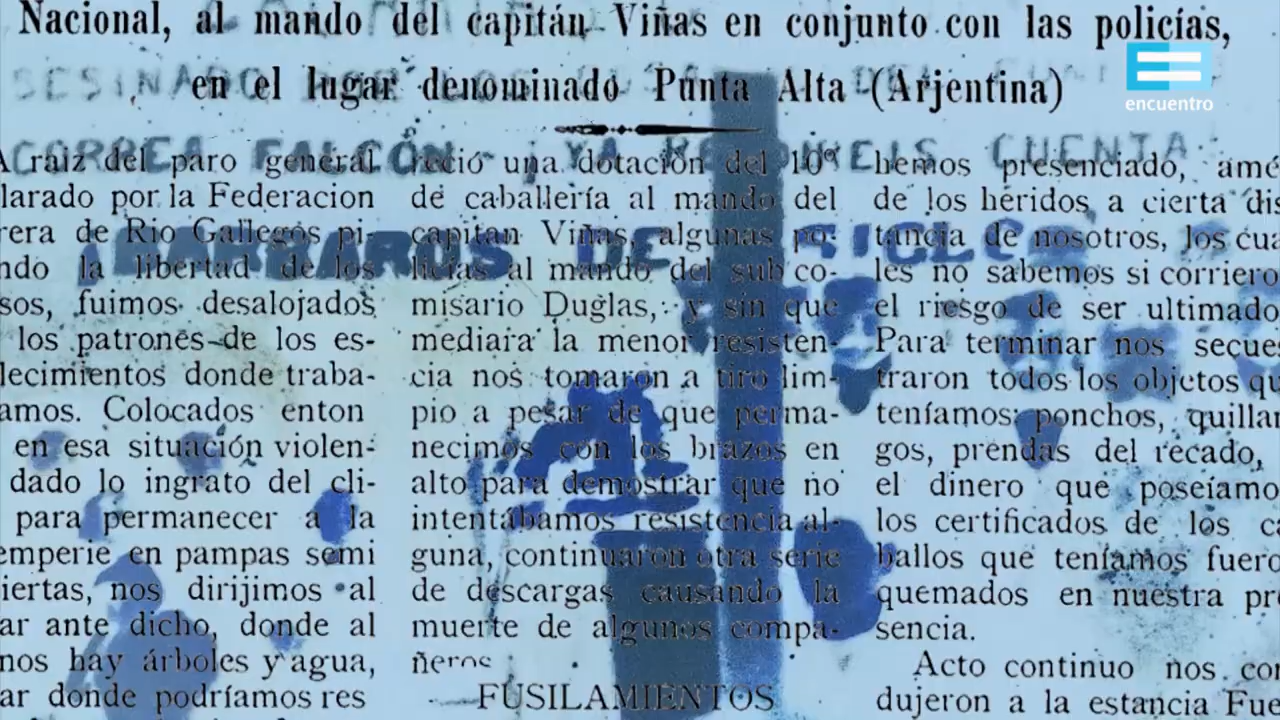 Nacional, al mando del capitán Viñas en conjunto con las policías,
en el lugar denominado Punta Alta (Arjentina)
encuentro
A raiz del paro general
larado por la Federacion
rera de Rio Gallegos pi-
ndo la libertad de los
sos, fuimos desalojados
los patrones de los es-
lecimientos donde traba-
amos. Colocados enton
en esa situación violen-
dado lo ingrato del cli-
para permanecer a la
emperie en pampas semi
iertas, nos dirijimos al
ar ante dicho, donde al
nos hay árboles y agua,
ar donde podríamos res
reció una dotación del 10º
de caballería al mando del
capitan Viñas, algunas po-
licías al mando del sub co-
misario Duglas, y sin que
mediara la menor resisten-
cia nos tomaron a tiro lim-
pio a pesar de que perma-
necimos con los brazos en
alto para demostrar que no
intentábamos resistencia al-
guna, continuaron otra serie
de descargas causando la
muerte de algunos compa-
ñeros
FUSILAMIENTOS
hemos presenciado, amé
de los héridos a cierta dis
tancia de nosotros, los cua
les no sabemos si corriero
el riesgo de ser ultimado
Para terminar nos secues
traron todos los objetos qu
teníamos; ponchos, quillan
gos, prendas del recado,
el dinero que poseíamo
los certificados de los ca
ballos que teníamos fuero
quemados en nuestra pre
sencia.
Acto continuo nos con
dujeron a la estancia Fue
CORREA FALCÓN CUENTA